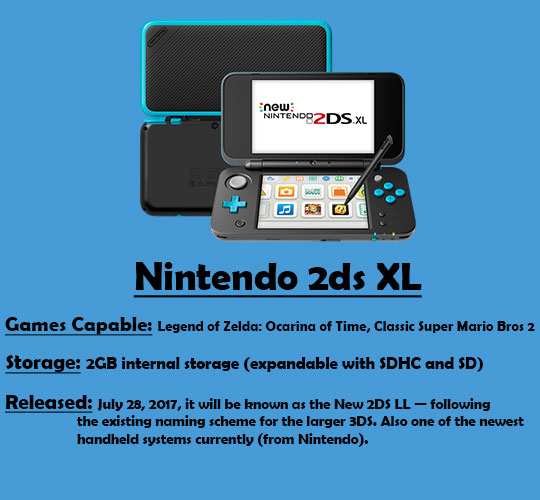 new
NINTENDO 2DS XL
Nintendo 2ds XL
Games Capable: Legend of Zelda: Ocarina of Time, Classic Super Mario Bros 2
Storage: 2GB internal storage (expandable with SDHC and SD)
Released: July 28, 2017, it will be known as the New 2DS LL — following
the existing naming scheme for the larger 3DS. Also one of the newest
handheld systems currently (from Nintendo).